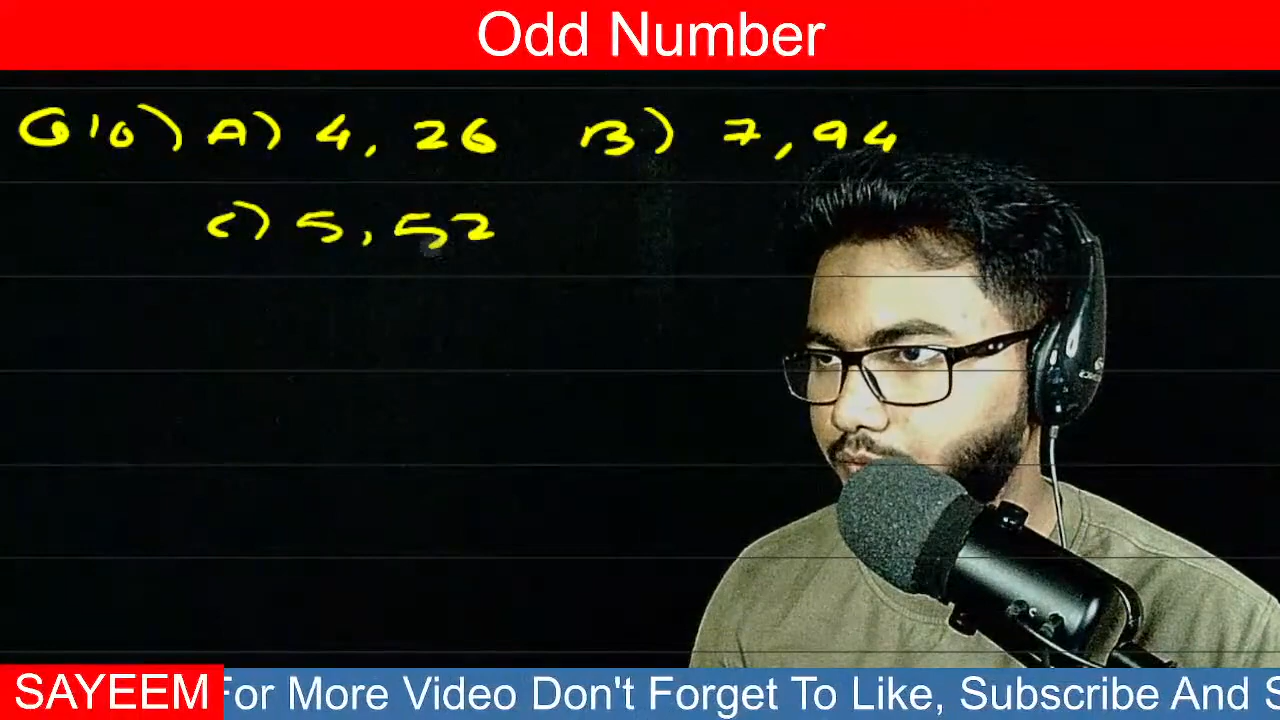 Odd Number
Q10) A) 4, 26 B) 7, 94
C) 5, 52
SAYEEM For More Video Don't Forget To Like, Subscribe And S